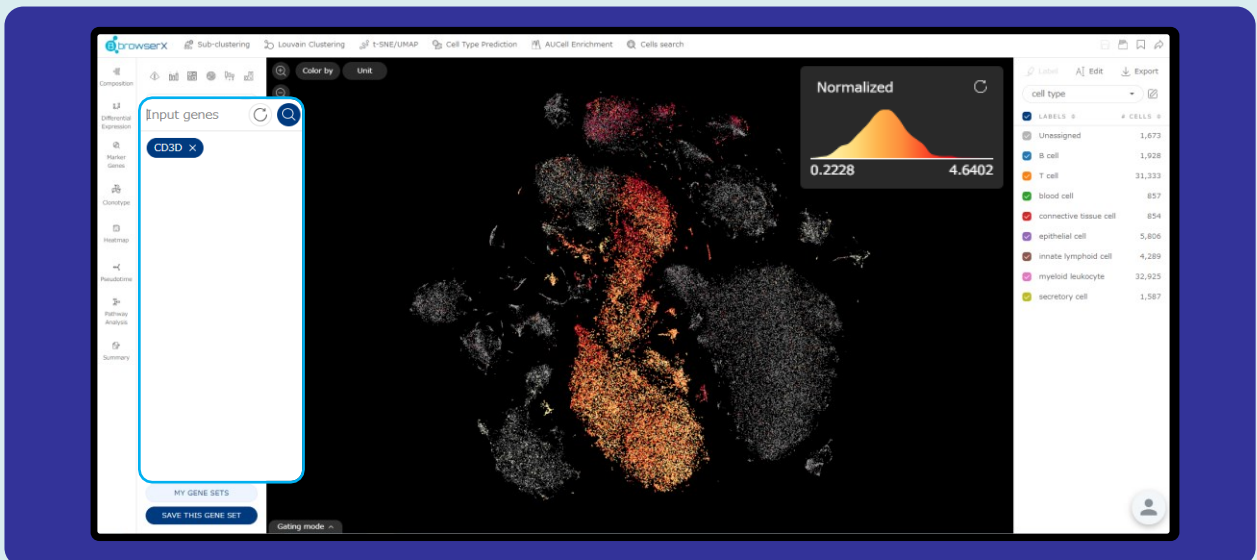 BbrowserX Sub-clustering Louvain Clustering t-SNE/UMAP Cell Type Prediction AUCell Enrichment Cells search
Composition
Differential
Expression
Marker
Genes
Clonotype
Heatmap
Pseudotime
Pathway
Analysis
Summary
Input genes
CD3D ×
MY GENE SETS
SAVE THIS GENE SET
Color by Unit
Normalized
0.2228 4.6402
Gating mode
Label Edit Export
cell type
LABELS # CELLS
Unassigned 1,673
B cell 1,928
T cell 31,333
blood cell 857
connective tissue cell 854
epithelial cell 5,806
innate lymphoid cell 4,289
myeloid leukocyte 32,925
secretory cell 1,587